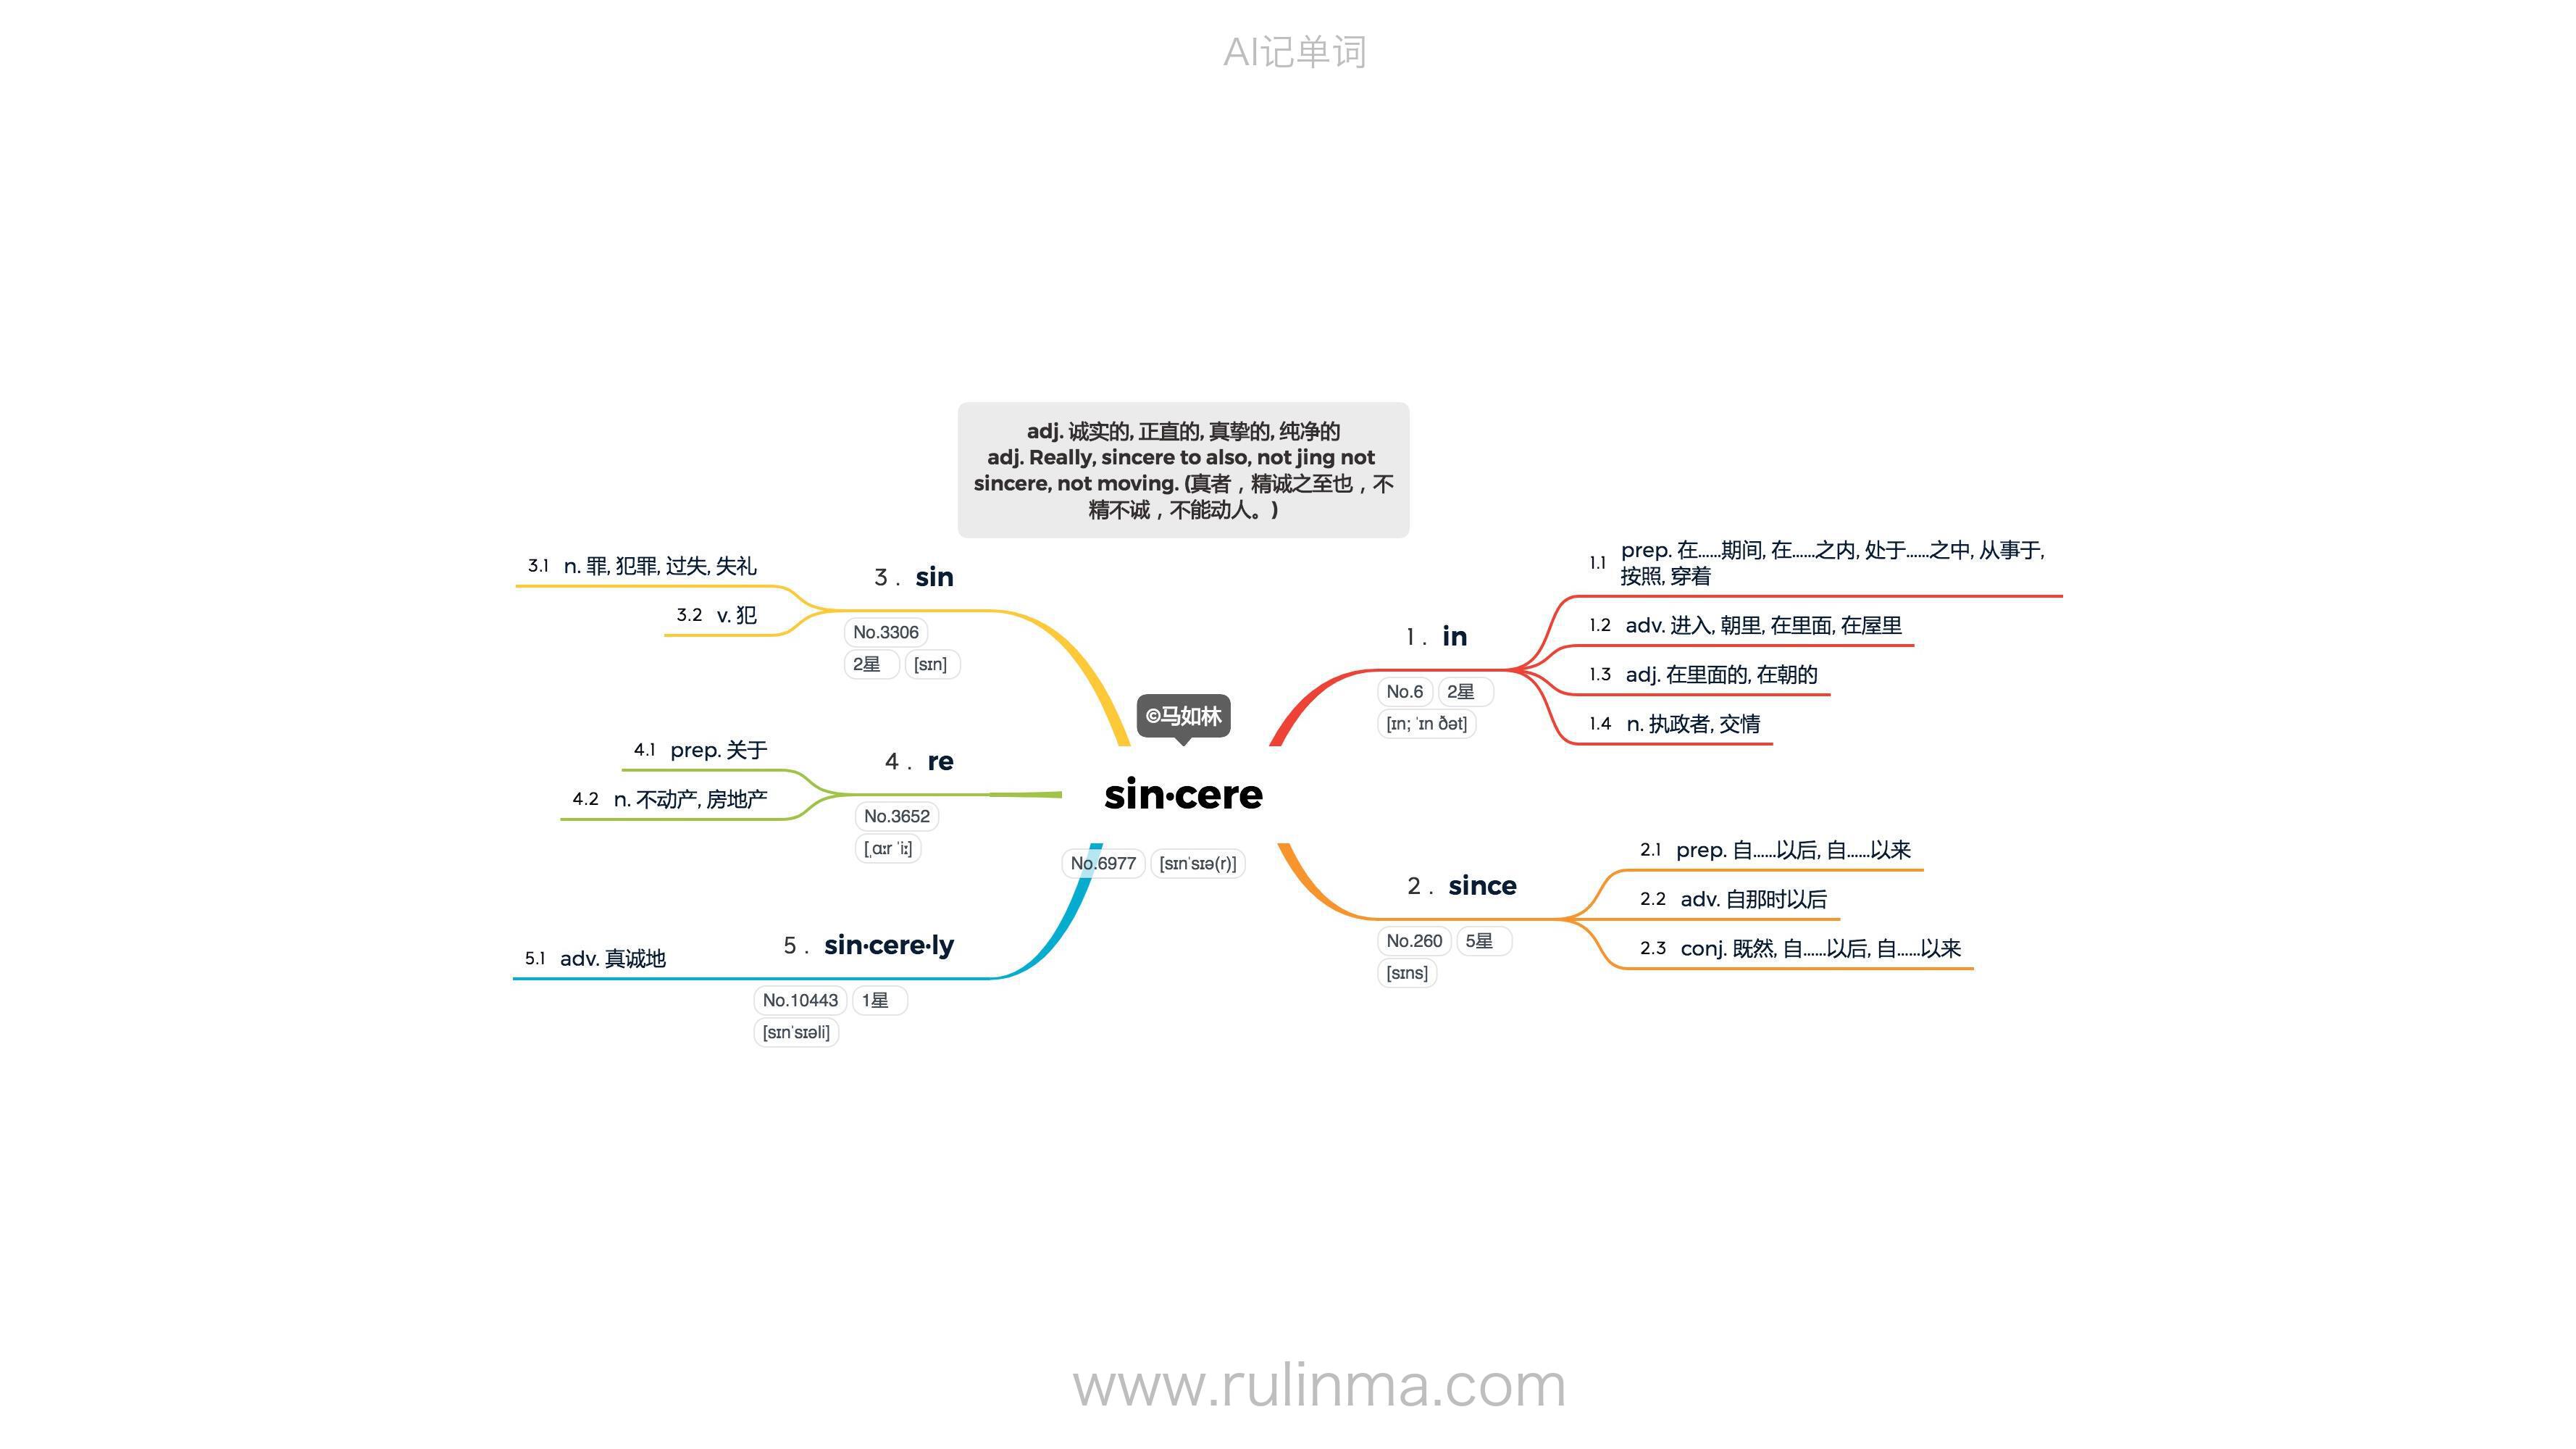 AI记单词
adj. 诚实的, 正直的, 真挚的, 纯净的
adj. Really, sincere to also, not jing not
sincere, not moving. (真者，精诚之至也，不
精不诚，不能动人。)
©马如林
sin·cere
No.6977 [sɪnˈsɪə(r)]
1. in
No.6 2星
[ɪn; ˈɪn ðət]
1.1 prep. 在……期间, 在……之内, 处于……之中, 从事于,
按照, 穿着
1.2 adv. 进入, 朝里, 在里面, 在屋里
1.3 adj. 在里面的, 在朝的
1.4 n. 执政者, 交情
2. since
No.260 5星
[sɪns]
2.1 prep. 自……以后, 自……以来
2.2 adv. 自那时以后
2.3 conj. 既然, 自……以后, 自……以来
3. sin
No.3306
2星 [sɪn]
3.1 n. 罪, 犯罪, 过失, 失礼
3.2 v. 犯
4. re
No.3652
[ˌɑːr ˈiː]
4.1 prep. 关于
4.2 n. 不动产, 房地产
5. sin·cere·ly
No.10443 1星
[sɪnˈsɪəli]
5.1 adv. 真诚地
www.rulinma.com